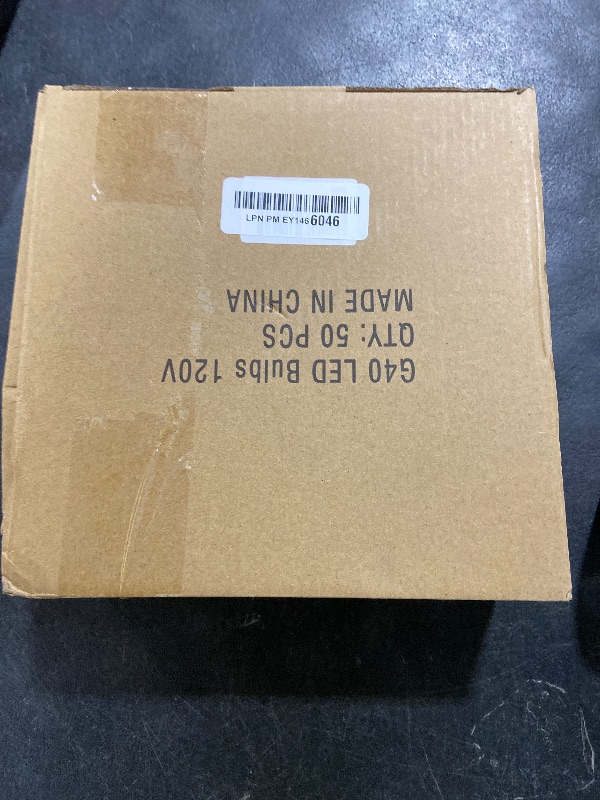 LPN PM EY1466046
G40 LED Bulbs 120V
QTY: 50 PCS
MADE IN CHINA